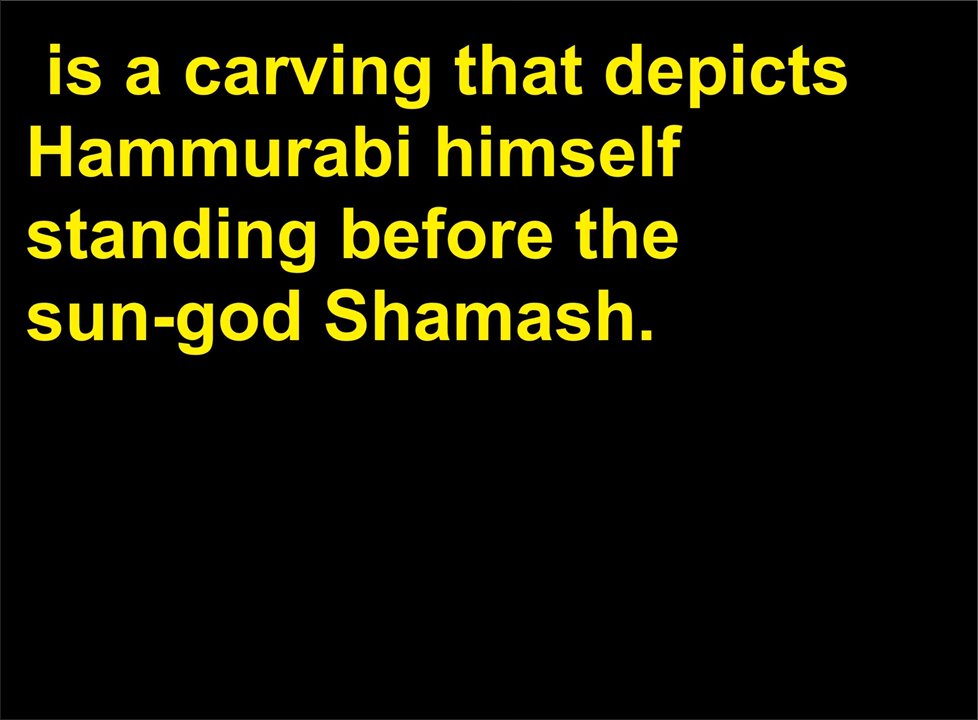 is a carving that depicts
Hammurabi himself
standing before the
sun-god Shamash.